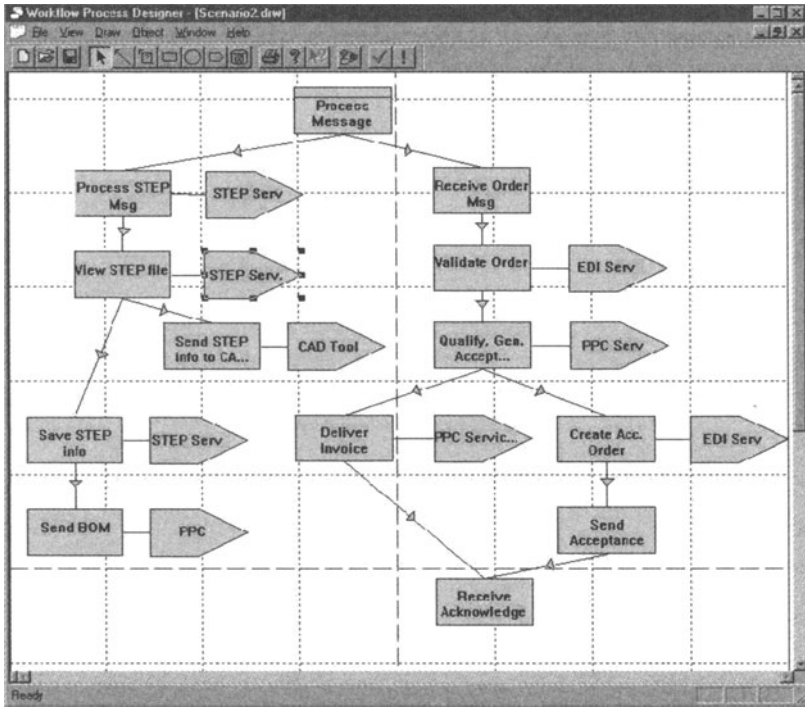 Workflow Process Designer - [Scenario2.drw]
File View Draw Object Window Help
Process
Message
Process STEP
Msg
STEP Serv
Receive Order
Msg
View STEP file
STEP Serv.
Validate Order
EDI Serv
Send STEP
info to CA...
CAD Tool
Qualify. Gen.
Accept...
PPC Serv
Save STEP
info
STEP Serv
Deliver
Invoice
PPC Servic...
Create Acc.
Order
EDI Serv
Send BOM
PPC
Send
Acceptance
Receive
Acknowledge
Ready